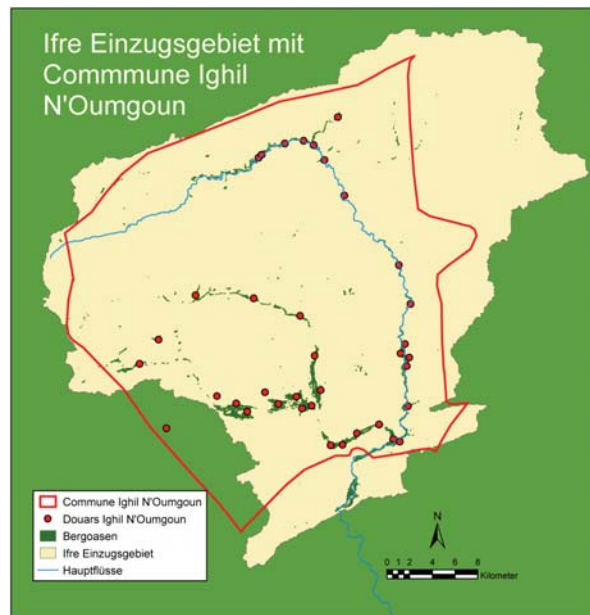 Ifre Einzugsgebiet mit
Commmune Ighil
N'Oumgoun
Commune Ighil N'Oumgoun
Douars Ighil N'Oumgoun
Bergoasen
Ifre Einzugsgebiet
Hauptflüsse
N
0 1 2 4 6 8
Kilometer